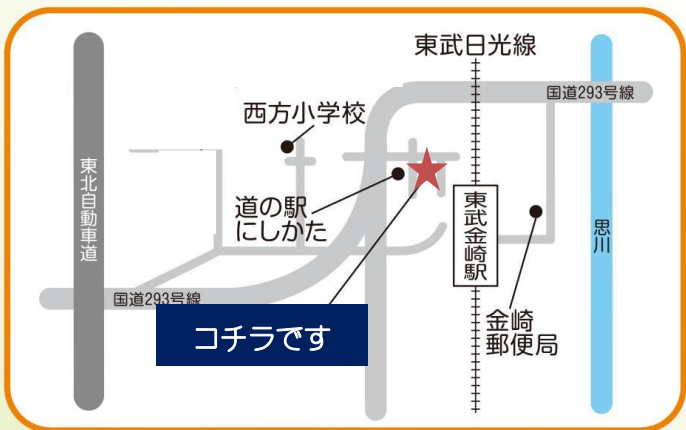 東武日光線
国道293号線
西方小学校
東北自動車道
道の駅
にしかた
東武金崎駅
思川
国道293号線
コチラです
金崎
郵便局